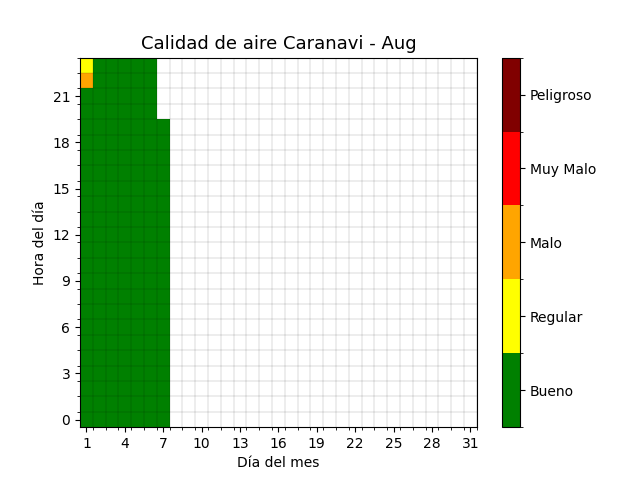 Calidad de aire Caranavi - Aug
Hora del día
21
18
15
12
9
6
3
0
1 4 7 10 13 16 19 22 25 28 31
Día del mes
Peligroso
Muy Malo
Malo
Regular
Bueno